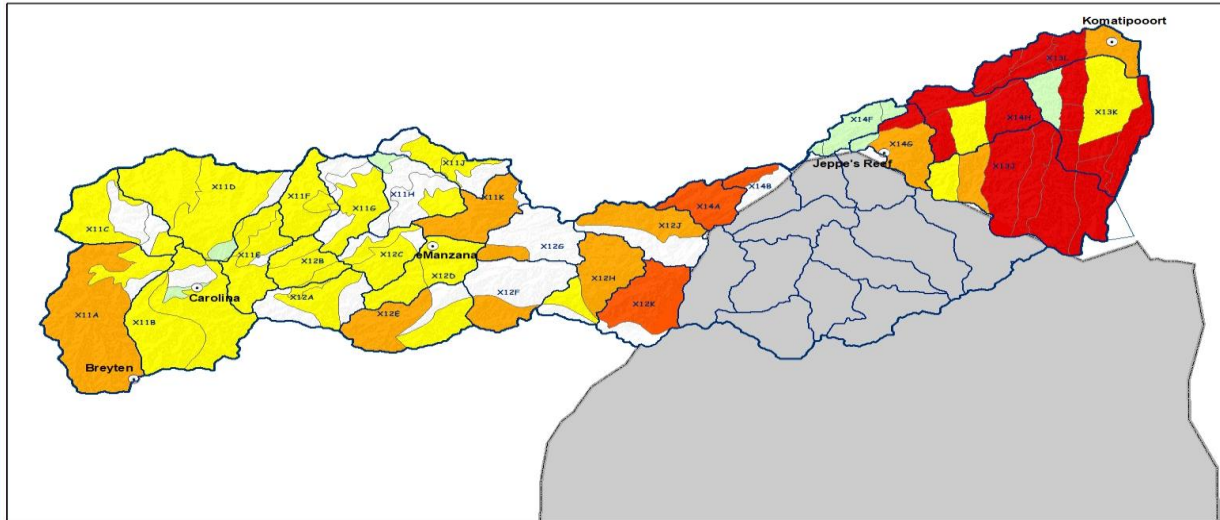 Komatipooort
X13L
X13K
X14H
X14F
X14G
X13J
Jeppe's Reef
X14B
X14A
X11J
X11D
X11F
X11H
X11K
X11G
X11C
X12J
X12G
X11E
X12C
eManzana
X12B
X12D
X12H
Carolina
X12A
X12F
X12K
X11A
X11B
X12E
Breyten